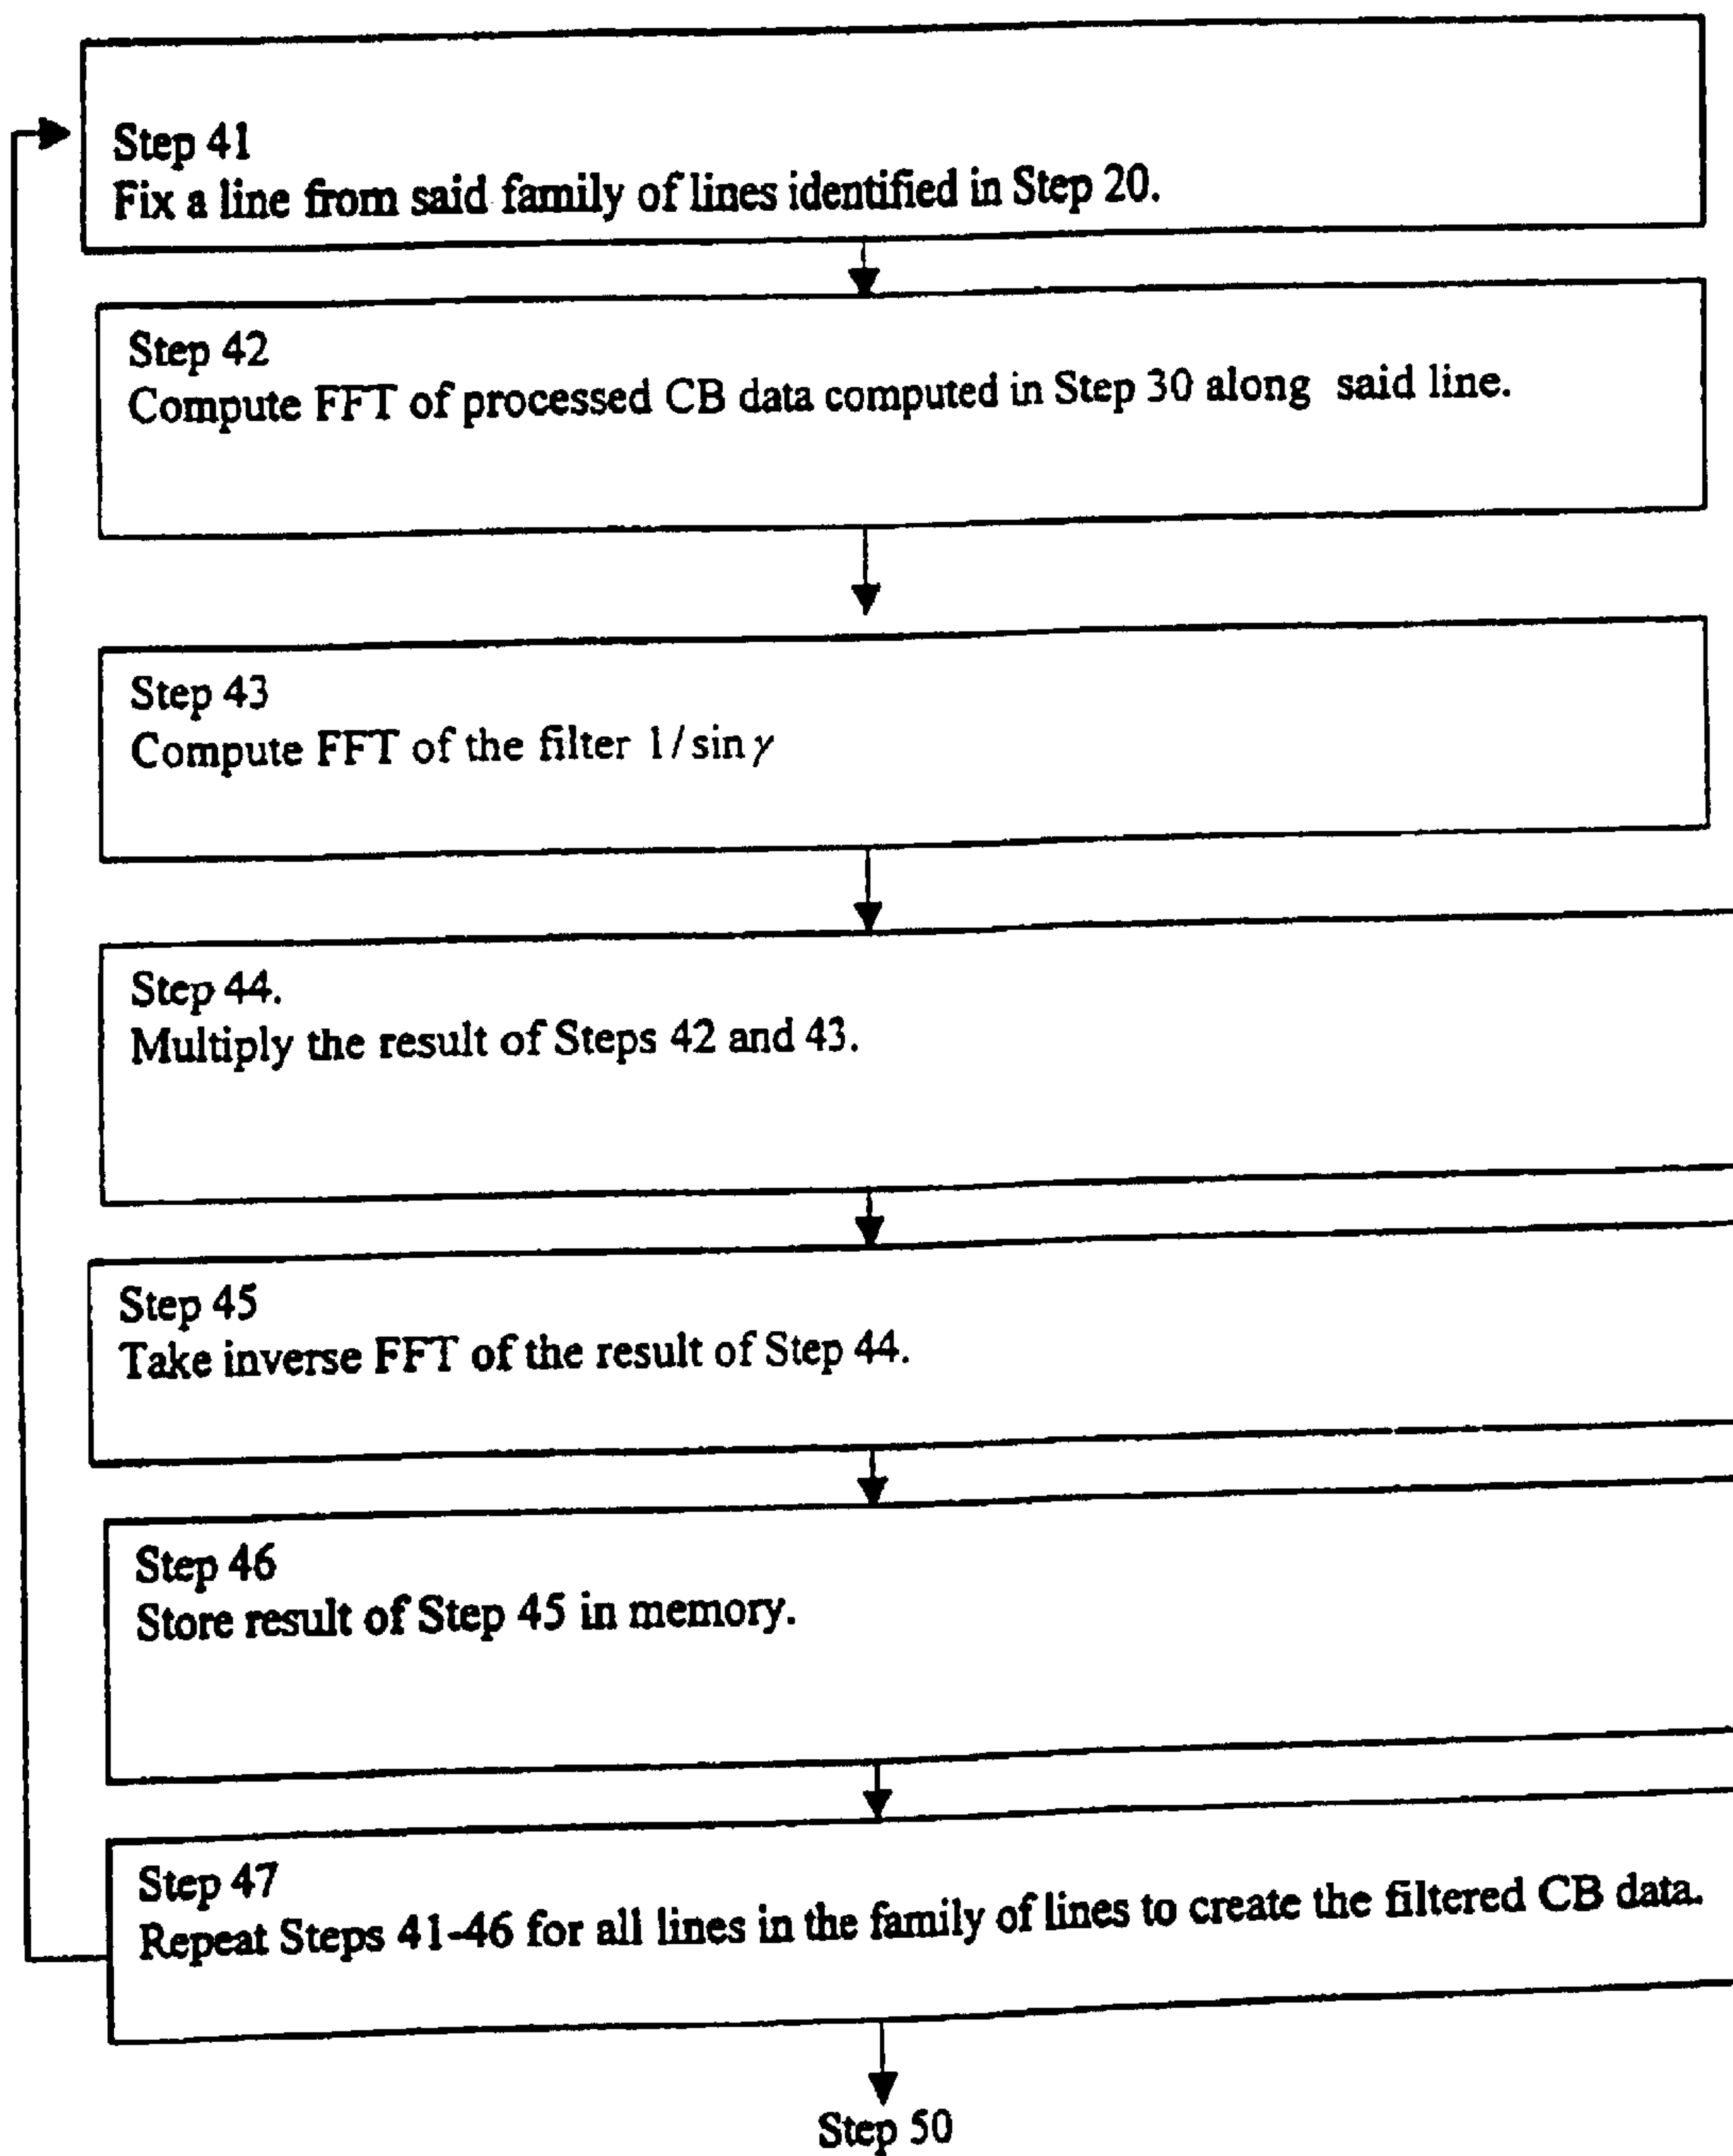 Step 41
Fix a line from said family of lines identified in Step 20.
Step 42
Compute FFT of processed CB data computed in Step 30 along said line.
Step 43
Compute FFT of the filter 1/sin γ
Step 44.
Multiply the result of Steps 42 and 43.
Step 45
Take inverse FFT of the result of Step 44.
Step 46
Store result of Step 45 in memory.
Step 47
Repeat Steps 41-46 for all lines in the family of lines to create the filtered CB data.
Step 50